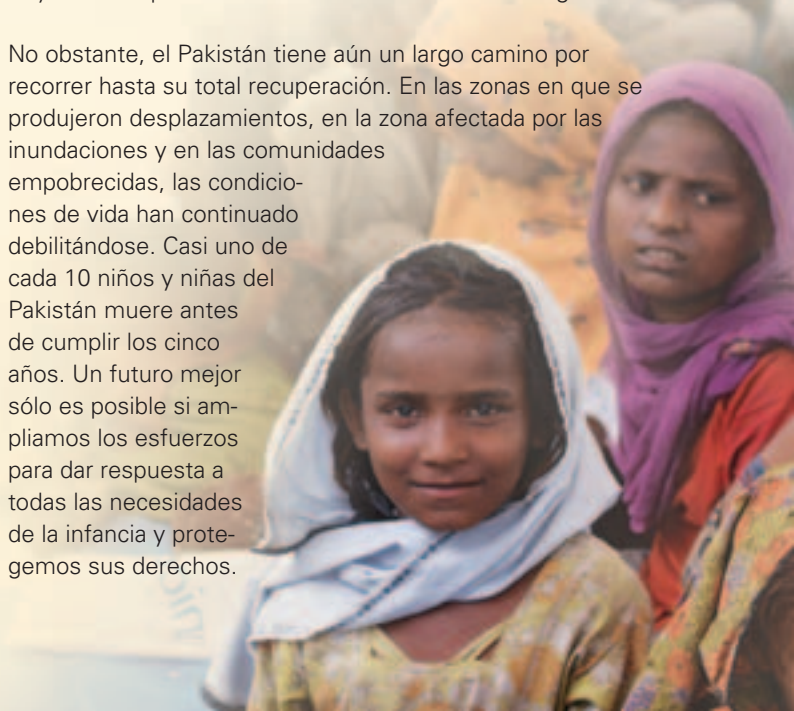 No obstante, el Pakistán tiene aún un largo camino por
recorrer hasta su total recuperación. En las zonas en que se
produjeron desplazamientos, en la zona afectada por las
inundaciones y en las comunidades
empobrecidas, las condicio-
nes de vida han continuado
debilitándose. Casi uno de
cada 10 niños y niñas del
Pakistán muere antes
de cumplir los cinco
años. Un futuro mejor
sólo es posible si am-
pliamos los esfuerzos
para dar respuesta a
todas las necesidades
de la infancia y prote-
gemos sus derechos.